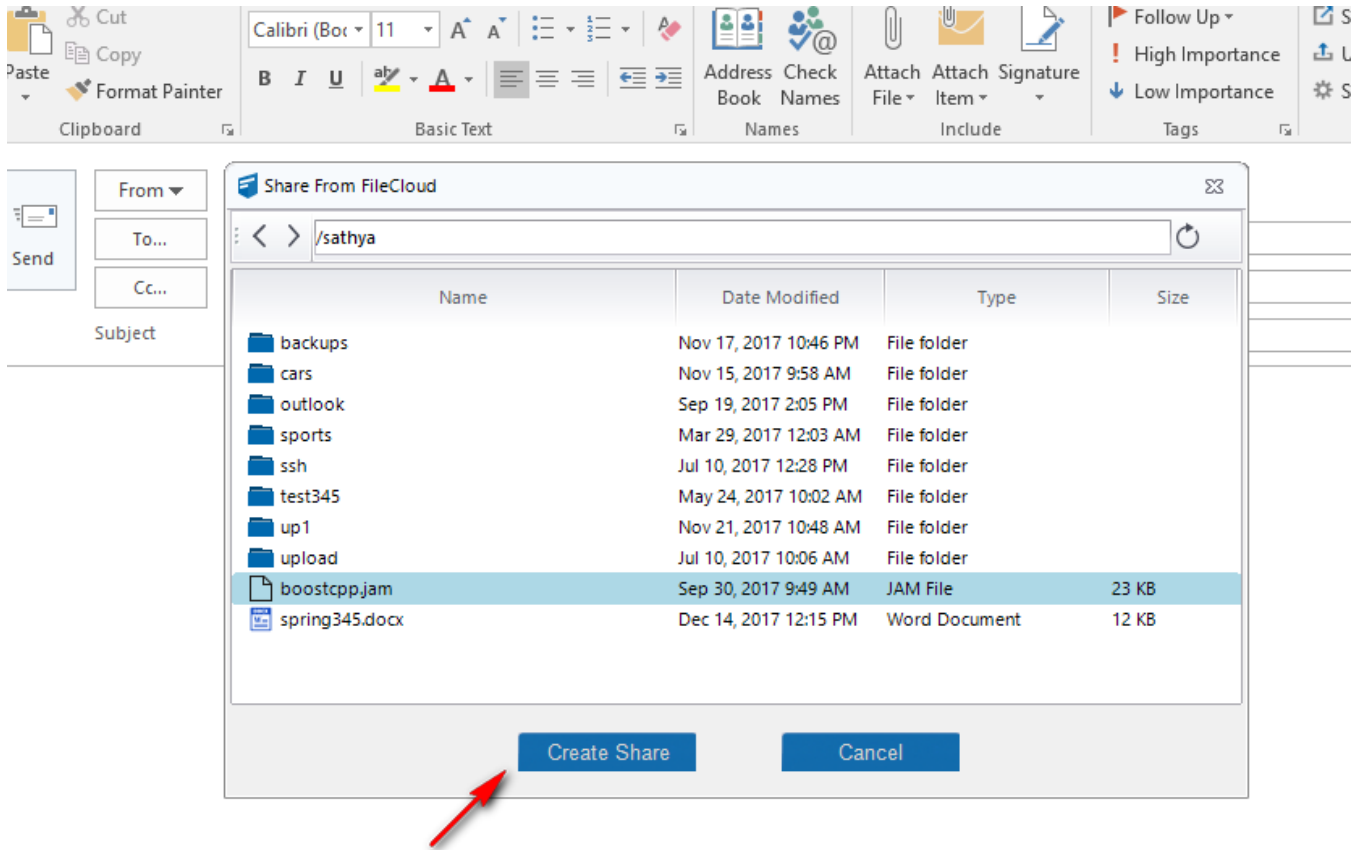 Cut
Copy
Paste
Format Painter
Clipboard
Calibri (Boc
11
A A
B I U
aby A
Basic Text
Address Book
Check Names
Names
Attach File
Attach Item
Signature
Include
Follow Up
High Importance
Low Importance
Tags
Send
From
To...
Cc...
Subject
Share From FileCloud
/sathya
Name Date Modified Type Size
backups Nov 17, 2017 10:46 PM File folder
cars Nov 15, 2017 9:58 AM File folder
outlook Sep 19, 2017 2:05 PM File folder
sports Mar 29, 2017 12:03 AM File folder
ssh Jul 10, 2017 12:28 PM File folder
test345 May 24, 2017 10:02 AM File folder
up1 Nov 21, 2017 10:48 AM File folder
upload Jul 10, 2017 10:06 AM File folder
boostcpp.jam Sep 30, 2017 9:49 AM JAM File 23 KB
spring345.docx Dec 14, 2017 12:15 PM Word Document 12 KB
Create Share Cancel